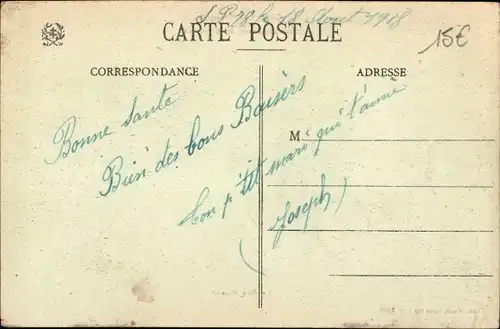 S. P. 78 le 18 Aout 1918
CARTE POSTALE
15€
CORRESPONDANCE
ADRESSE
Bonne santé
Bien des bons Baisèrs
ton p'tit mari qui t'aime
(Joseph)
M